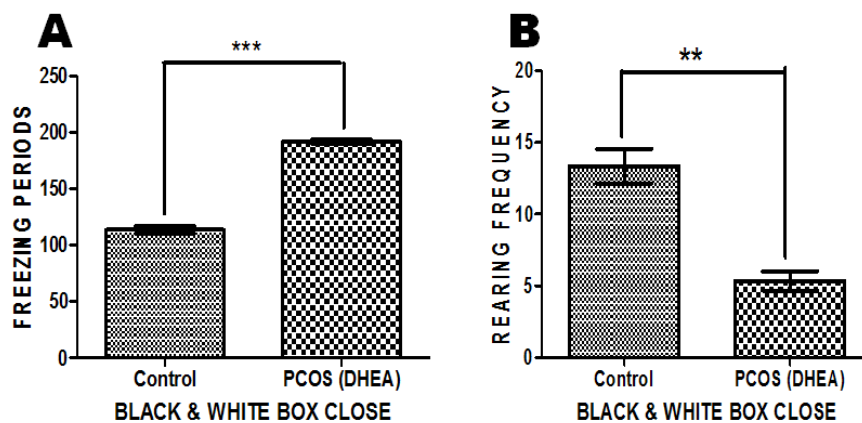 A
***
FREEZING PERIODS
250
200
150
100
50
0
Control PCOS (DHEA)
BLACK & WHITE BOX CLOSE
B
**
REARING FREQUENCY
20
15
10
5
0
Control PCOS (DHEA)
BLACK & WHITE BOX CLOSE